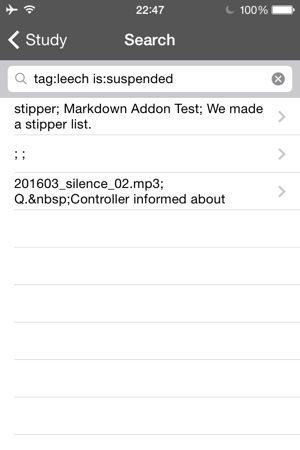 22:47
100%
Study
Search
tag:leech is:suspended
stipper; Markdown Addon Test; We made
a stipper list.
; ;
201603_silence_02.mp3;
Q.&nbsp;Controller informed about